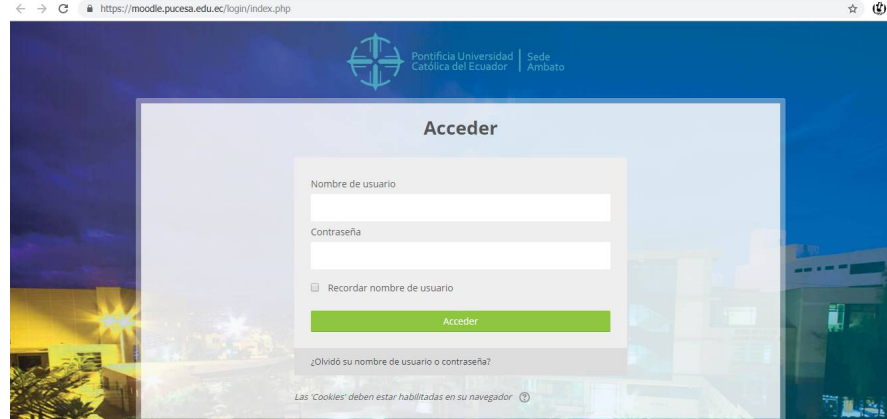 https://moodle.pucesa.edu.ec/login/index.php
Pontificia Universidad
Católica del Ecuador
Sede
Ambato
Acceder
Nombre de usuario
Contraseña
Recordar nombre de usuario
Acceder
¿Olvidó su nombre de usuario o contraseña?
Las 'Cookies' deben estar habilitadas en su navegador